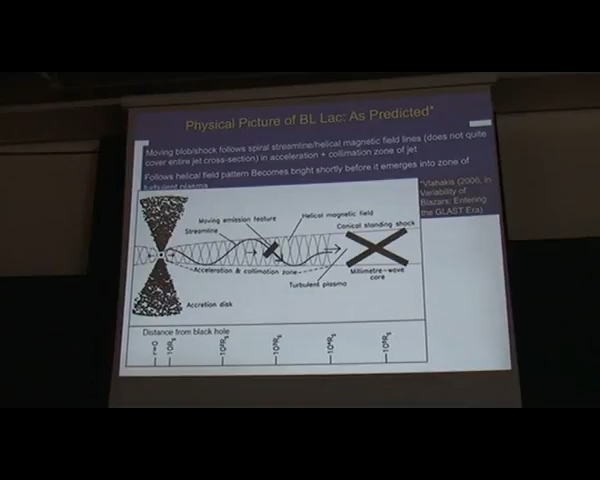 Physical Picture of BL Lac: As Predicted*
Moving blob/shock follows spiral streamline/helical magnetic field lines (does not quite
cover entire jet cross-section) in acceleration + collimation zone of jet
Follows helical field pattern Becomes bright shortly before it emerges into zone of
turbulent plasma
*Vlahakis (2006, in
Variability of
Blazars: Entering
the GLAST Era)
Moving emission feature
Helical magnetic field
Streamline
Conical standing shock
Acceleration & collimation zone
Turbulent plasma
Millimetre-wave
core
Accretion disk
Distance from black hole